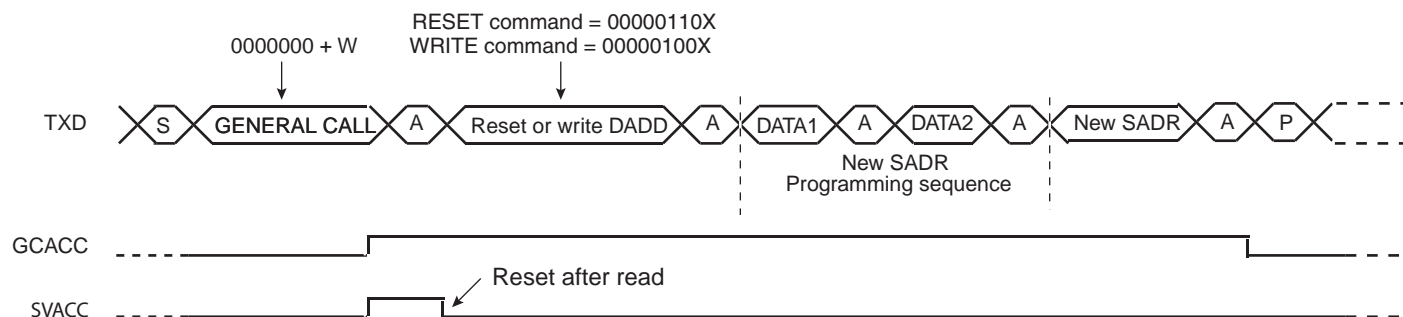 RESET command = 00000110X
0000000 + W
WRITE command = 00000100X
TXD
S
GENERAL CALL
A
Reset or write DADD
A
DATA1
A
DATA2
A
New SADR
A
P
New SADR
Programming sequence
GCACC
Reset after read
SVACC